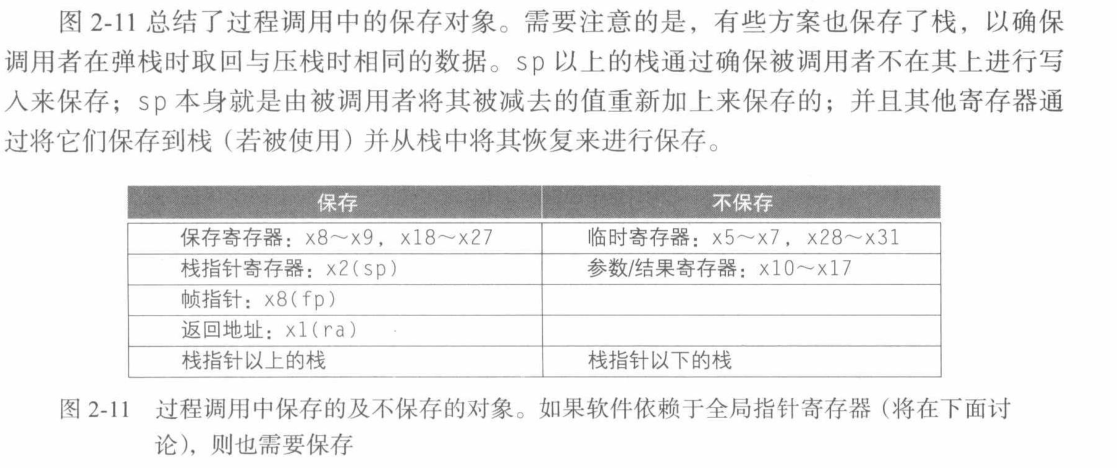 图 2-11 总结了过程调用中的保存对象。需要注意的是，有些方案也保存了栈，以确保
调用者在弹栈时取回与压栈时相同的数据。sp 以上的栈通过确保被调用者不在其上进行写
入来保存；sp 本身就是由被调用者将其被减去的值重新加上来保存的；并且其他寄存器通
过将它们保存到栈（若被使用）并从栈中将其恢复来进行保存。
保存 不保存
保存寄存器：x8～x9，x18～x27 临时寄存器：x5～x7，x28～x31
栈指针寄存器：x2(sp) 参数/结果寄存器：x10～x17
帧指针：x8(fp)
返回地址：x1(ra)
栈指针以上的栈 栈指针以下的栈
图 2-11 过程调用中保存的及不保存的对象。如果软件依赖于全局指针寄存器（将在下面讨
论），则也需要保存